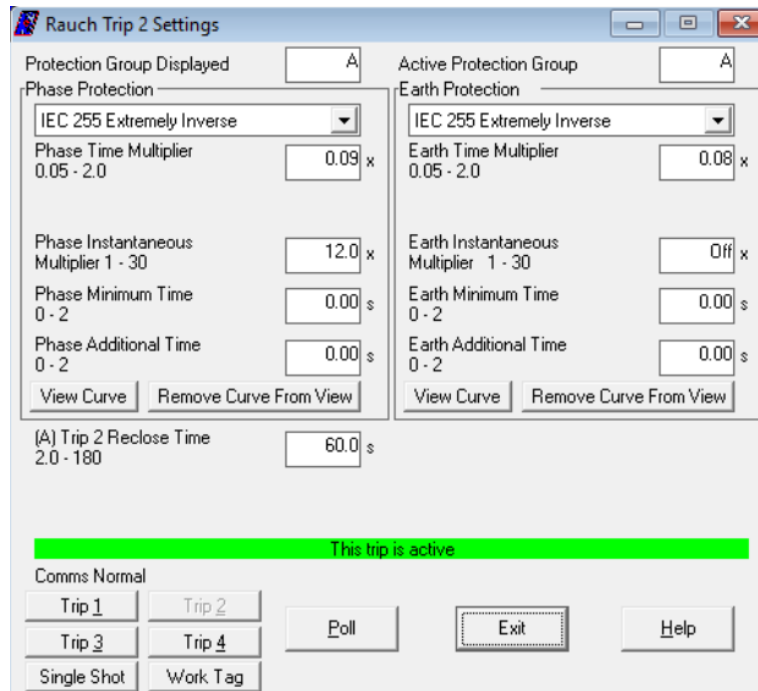 Rauch Trip 2 Settings
Protection Group Displayed A Active Protection Group A
Phase Protection Earth Protection
IEC 255 Extremely Inverse IEC 255 Extremely Inverse
Phase Time Multiplier 0.09 x Earth Time Multiplier 0.08 x
0.05 - 2.0 0.05 - 2.0
Phase Instantaneous 12.0 x Earth Instantaneous Off x
Multiplier 1 - 30 Multiplier 1 - 30
Phase Minimum Time 0.00 s Earth Minimum Time 0.00 s
0 - 2 0 - 2
Phase Additional Time 0.00 s Earth Additional Time 0.00 s
0 - 2 0 - 2
View Curve Remove Curve From View View Curve Remove Curve From View
(A) Trip 2 Reclose Time 60.0 s
2.0 - 180
This trip is active
Comms Normal
Trip 1 Trip 2 Poll Exit Help
Trip 3 Trip 4
Single Shot Work Tag